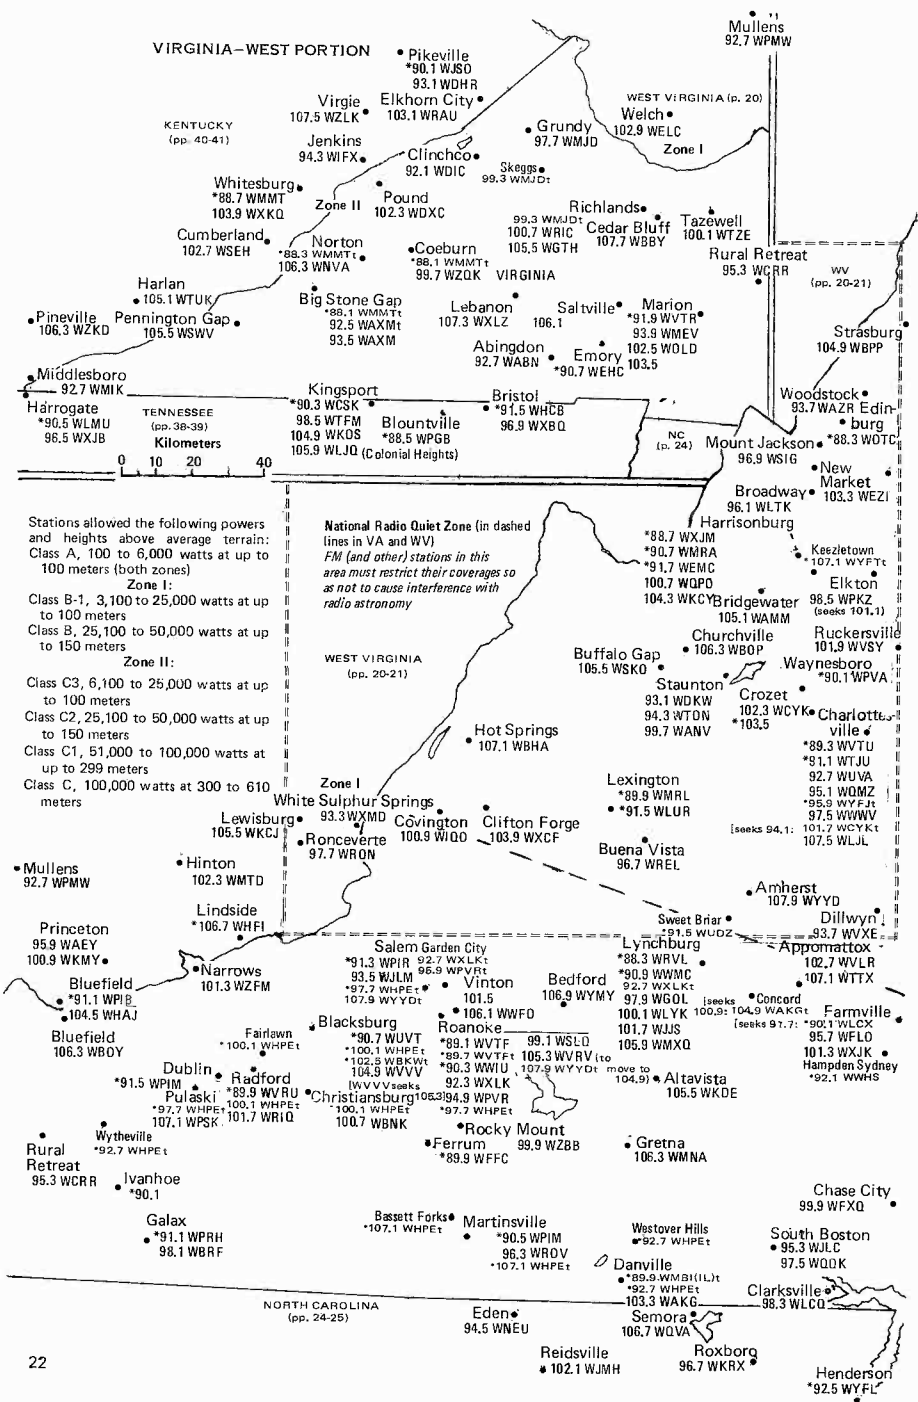 Mullens
92.7 WPMW
VIRGINIA—WEST PORTION
Pikeville
*90.1 WJSO
93.1 WDHR
Virgie
107.5 WZLK
Elkhorn City
103.1 WRAU
WEST VIRGINIA (p. 20)
Welch
102.9 WELC
Zone I
KENTUCKY
(pp. 40-41)
Grundy
97.7 WMJD
Jenkins
94.3 WIFX
Clinchco
92.1 WDIC
Skeggs
99.3 WMJDt
Whitesburg
*88.7 WMMT
103.9 WXKQ
Zone II
Pound
102.3 WDXC
Richlands
99.3 WMJDt
100.7 WRIC
105.5 WGTH
Cedar Bluff
107.7 WBBY
Tazewell
100.1 WTZE
Cumberland
102.7 WSEH
Norton
*88.3 WMMTt
106.3 WNVA
Coeburn
*88.1 WMMTt
99.7 WZQK
VIRGINIA
Rural Retreat
95.3 WCRR
WV
(pp. 20-21)
Harlan
105.1 WTUK
Big Stone Gap
*88.1 WMMTt
92.5 WAXMt
93.5 WAXM
Lebanon
107.3 WXLZ
Saltville
106.1
Marion
*91.9 WVTR
93.9 WMEV
102.5 WOLD
103.5
Pineville
106.3 WZKD
Pennington Gap
105.5 WSWV
Strasburg
104.9 WBPP
Abingdon
92.7 WABN
Emory
*90.7 WEHC
Middlesboro
92.7 WMIK
Harrogate
*90.5 WLMU
96.5 WXJB
TENNESSEE
(pp. 38-39)
Kilometers
0 10 20 40
Kingsport
*90.3 WCSK
98.5 WTFM
104.9 WKOS
105.9 WLJQ (Colonial Heights)
Blountville
*88.5 WPGB
Bristol
*91.5 WHCB
96.9 WXBQ
NC
(p. 24)
Woodstock
93.7 WAZR
Edinburg
*88.3 WOTC
Mount Jackson
96.9 WSIG
New
Market
103.3 WEZI
Broadway
96.1 WLTK
Stations allowed the following powers
and heights above average terrain:
Class A, 100 to 6,000 watts at up to
100 meters (both zones)
Zone I:
Class B-1, 3,100 to 25,000 watts at up
to 100 meters
Class B, 25,100 to 50,000 watts at up
to 150 meters
Zone II:
Class C3, 6,100 to 25,000 watts at up
to 100 meters
Class C2, 25,100 to 50,000 watts at up
to 150 meters
Class C1, 51,000 to 100,000 watts at
up to 299 meters
Class C, 100,000 watts at 300 to 610
meters
National Radio Quiet Zone (in dashed
lines in VA and WV)
FM (and other) stations in this
area must restrict their coverages so
as not to cause interference with
radio astronomy
Harrisonburg
*88.7 WXJM
*90.7 WMRA
*91.7 WEMC
100.7 WQPO
104.3 WKCY
Keezletown
*107.1 WYFTt
Elkton
98.5 WPKZ
(seeks 101.1)
Bridgewater
105.1 WAMM
WEST VIRGINIA
(pp. 20-21)
Churchville
106.3 WBOP
Ruckersville
101.9 WVSY
Buffalo Gap
105.5 WSKO
Waynesboro
*90.1 WPVA
Staunton
93.1 WDKW
94.3 WTON
99.7 WANV
Crozet
102.3 WCYK
*103.5
Charlottes-
ville
*89.3 WVTU
*91.1 WTJU
92.7 WUVA
95.1 WQMZ
*95.9 WYFJt
97.5 WWWV
[seeks 94.1: 101.7 WCYKt
107.5 WLJL
Hot Springs
107.1 WBHA
Zone I
Lexington
*89.9 WMRL
*91.5 WLUR
White Sulphur Springs
93.3 WXMD
Lewisburg
105.5 WKCJ
Covington
100.9 WIQO
Clifton Forge
103.9 WXCF
Ronceverte
97.7 WRON
Buena Vista
96.7 WREL
Mullens
92.7 WPMW
Hinton
102.3 WMTD
Amherst
107.9 WYYD
Lindside
*106.7 WHFI
Sweet Briar
*91.5 WUDZ
Dillwyn
93.7 WVXE
Princeton
95.9 WAEY
100.9 WKMY
Salem
*91.3 WPIR
93.5 WJLM
*97.7 WHPEt
107.9 WYYDt
Garden City
92.7 WXLKt
95.9 WPVRt
Lynchburg
*88.3 WRVL
*90.9 WWMC
92.7 WXLKt
97.9 WGOL
100.1 WLYK
101.7 WJJS
105.9 WMXQ
Appomattox
102.7 WVLR
107.1 WTTX
Narrows
101.3 WZFM
Bluefield
*91.1 WPIB
104.5 WHAJ
Vinton
101.5
106.1 WWFO
Bedford
106.9 WYMY
Concord
[seeks 100.9: 104.9 WAKGt
[seeks 97.7:
Farmville
*90.1 WLCX
95.7 WFLO
101.3 WXJK
Hampden Sydney
*92.1 WWHS
Bluefield
106.3 WBOY
Fairlawn
*100.1 WHPEt
Blacksburg
*90.7 WUVT
*100.1 WHPEt
*102.5 WBKWt
104.9 WVVV
[WVVV seeks 105.3]
Roanoke
*89.1 WVTF
*89.7 WVTFt
*90.3 WWIU
92.3 WXLK
94.9 WPVR
*97.7 WHPEt
99.1 WSLQ
105.3 WVRV (to
107.9 WYYDt move to
104.9)
Dublin
*91.5 WPIM
Radford
*89.9 WVRU
100.1 WHPEt
101.7 WRIQ
Altavista
105.5 WKDE
Pulaski
*97.7 WHPEt
107.1 WPSK
Christiansburg
*100.1 WHPEt
100.7 WBNK
Wytheville
*92.7 WHPEt
Rocky Mount
99.9 WZBB
Rural
Retreat
95.3 WCRR
Ferrum
*89.9 WFFC
Gretna
106.3 WMNA
Ivanhoe
*90.1
Chase City
99.9 WFXQ
Galax
*91.1 WPRH
98.1 WBRF
Bassett Forks
*107.1 WHPEt
Martinsville
*90.5 WPIM
96.3 WROV
*107.1 WHPEt
Westover Hills
*92.7 WHPEt
South Boston
95.3 WJLC
97.5 WQOK
Danville
*89.9 WMBI(IL)t
*92.7 WHPEt
103.3 WAKG
Clarksville
98.3 WLCQ
NORTH CAROLINA
(pp. 24-25)
Eden
94.5 WNEU
Semora
106.7 WQVA
22
Reidsville
102.1 WJMH
Roxboro
96.7 WKRX
Henderson
*92.5 WYFL